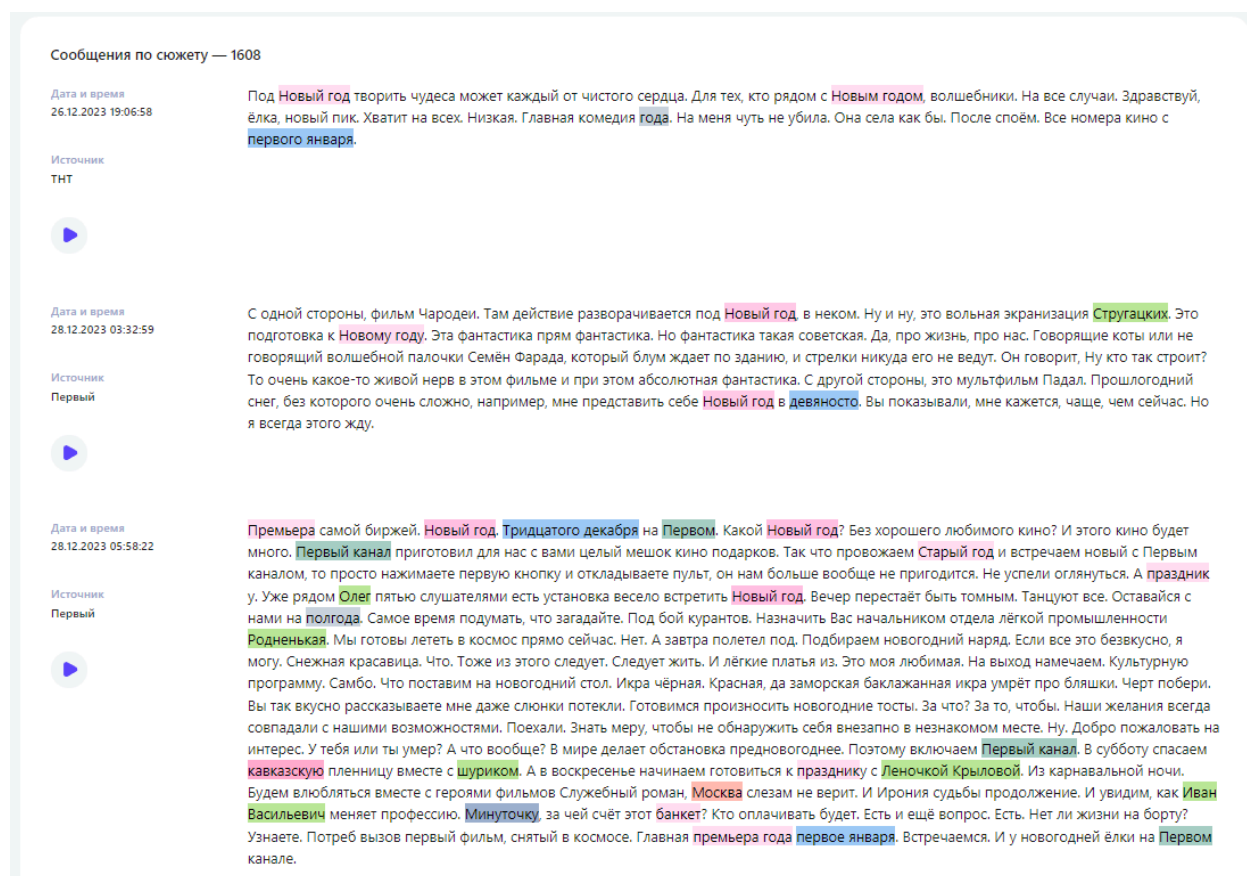 Сообщения по сюжету — 1608
Дата и время
26.12.2023 19:06:58
Источник
ТНТ
Под Новый год творить чудеса может каждый от чистого сердца. Для тех, кто рядом с Новым годом, волшебники. На все случаи. Здравствуй,
ёлка, новый пик. Хватит на всех. Низкая. Главная комедия года. На меня чуть не убила. Она села как бы. После споём. Все номера кино с
первого января.
Дата и время
28.12.2023 03:32:59
Источник
Первый
С одной стороны, фильм Чародеи. Там действие разворачивается под Новый год, в неком. Ну и ну, это вольная экранизация Стругацких. Это
подготовка к Новому году. Эта фантастика прям фантастика. Но фантастика такая советская. Да, про жизнь, про нас. Говорящие коты или не
говорящий волшебной палочки Семён Фарада, который блум ждает по зданию, и стрелки никуда его не ведут. Он говорит, Ну кто так строит?
То очень какое-то живой нерв в этом фильме и при этом абсолютная фантастика. С другой стороны, это мультфильм Падал. Прошлогодний
снег, без которого очень сложно, например, мне представить себе Новый год в девяносто. Вы показывали, мне кажется, чаще, чем сейчас. Но
я всегда этого жду.
Дата и время
28.12.2023 05:58:22
Источник
Первый
Премьера самой биржей. Новый год. Тридцатого декабря на Первом. Какой Новый год? Без хорошего любимого кино? И этого кино будет
много. Первый канал приготовил для нас с вами целый мешок кино подарков. Так что провожаем Старый год и встречаем новый с Первым
каналом, то просто нажимаете первую кнопку и откладываете пульт, он нам больше вообще не пригодится. Не успели оглянуться. А праздник
у. Уже рядом Олег пятью слушателями есть установка весело встретить Новый год. Вечер перестаёт быть томным. Танцуют все. Оставайся с
нами на полгода. Самое время подумать, что загадайте. Под бой курантов. Назначить Вас начальником отдела лёгкой промышленности
Родненькая. Мы готовы лететь в космос прямо сейчас. Нет. А завтра полетел под. Подбираем новогодний наряд. Если все это безвкусно, я
могу. Снежная красавица. Что. Тоже из этого следует. Следует жить. И лёгкие платья из. Это моя любимая. На выход намечаем. Культурную
программу. Самбо. Что поставим на новогодний стол. Икра чёрная. Красная, да заморская баклажанная икра умрёт про бляшки. Черт побери.
Вы так вкусно рассказываете мне даже слюнки потекли. Готовимся произносить новогодние тосты. За что? За то, чтобы. Наши желания всегда
совпадали с нашими возможностями. Поехали. Знать меру, чтобы не обнаружить себя внезапно в незнакомом месте. Ну. Добро пожаловать на
интерес. У тебя или ты умер? А что вообще? В мире делает обстановка предновогоднее. Поэтому включаем Первый канал. В субботу спасаем
кавказскую пленницу вместе с шуриком. А в воскресенье начинаем готовиться к празднику с Леночкой Крыловой. Из карнавальной ночи.
Будем влюбляться вместе с героями фильмов Служебный роман, Москва слезам не верит. И Ирония судьбы продолжение. И увидим, как Иван
Васильевич меняет профессию. Минуточку, за чей счёт этот банкет? Кто оплачивать будет. Есть и ещё вопрос. Есть. Нет ли жизни на борту?
Узнаете. Потреб вызов первый фильм, снятый в космосе. Главная премьера года первое января. Встречаемся. И у новогодней ёлки на Первом
канале.